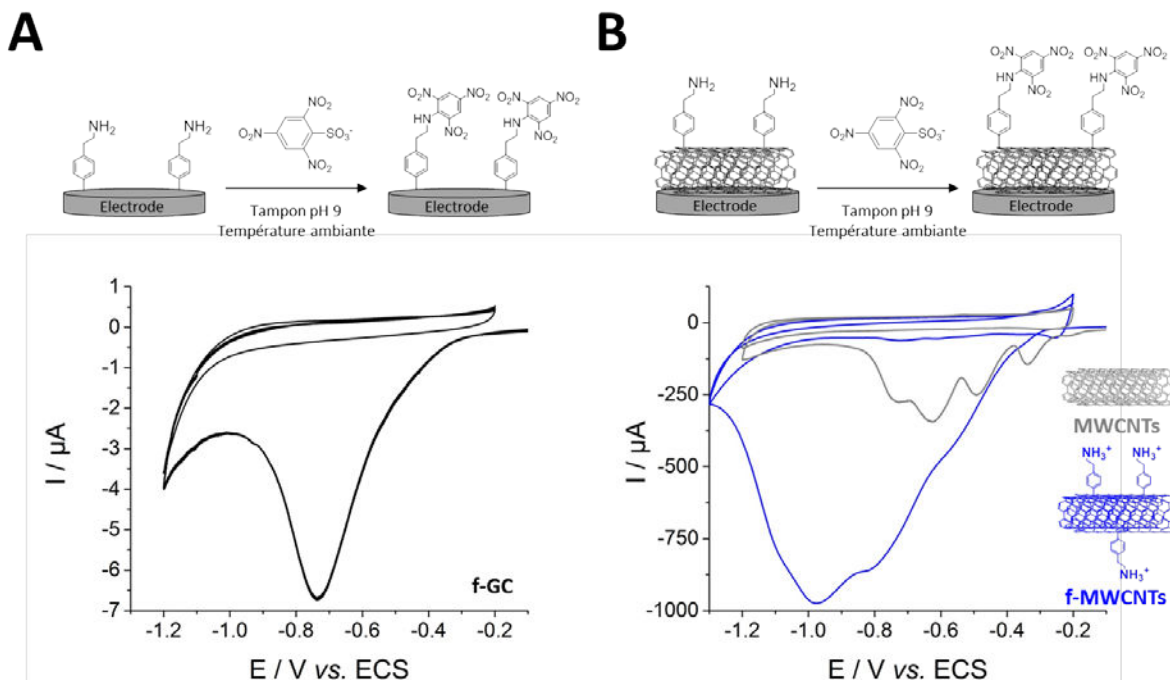 A
B
NH₂
NH₂
NO₂
NO₂
O₂N
SO₃⁻
NO₂
NO₂
O₂N
NO₂
HN
NO₂
O₂N
NO₂
HN
NO₂
Electrode
Electrode
Tampon pH 9
Température ambiante
NH₂
NH₂
NO₂
NO₂
O₂N
SO₃⁻
NO₂
NO₂
O₂N
NO₂
HN
NO₂
O₂N
NO₂
HN
NO₂
Electrode
Electrode
Tampon pH 9
Température ambiante
1
0
-1
-2
-3
-4
-5
-6
-7
I / µA
-1.2 -1.0 -0.8 -0.6 -0.4 -0.2
E / V vs. ECS
f-GC
0
-250
-500
-750
-1000
I / µA
-1.2 -1.0 -0.8 -0.6 -0.4 -0.2
E / V vs. ECS
MWCNTs
NH₃⁺
NH₃⁺
NH₃⁺
f-MWCNTs